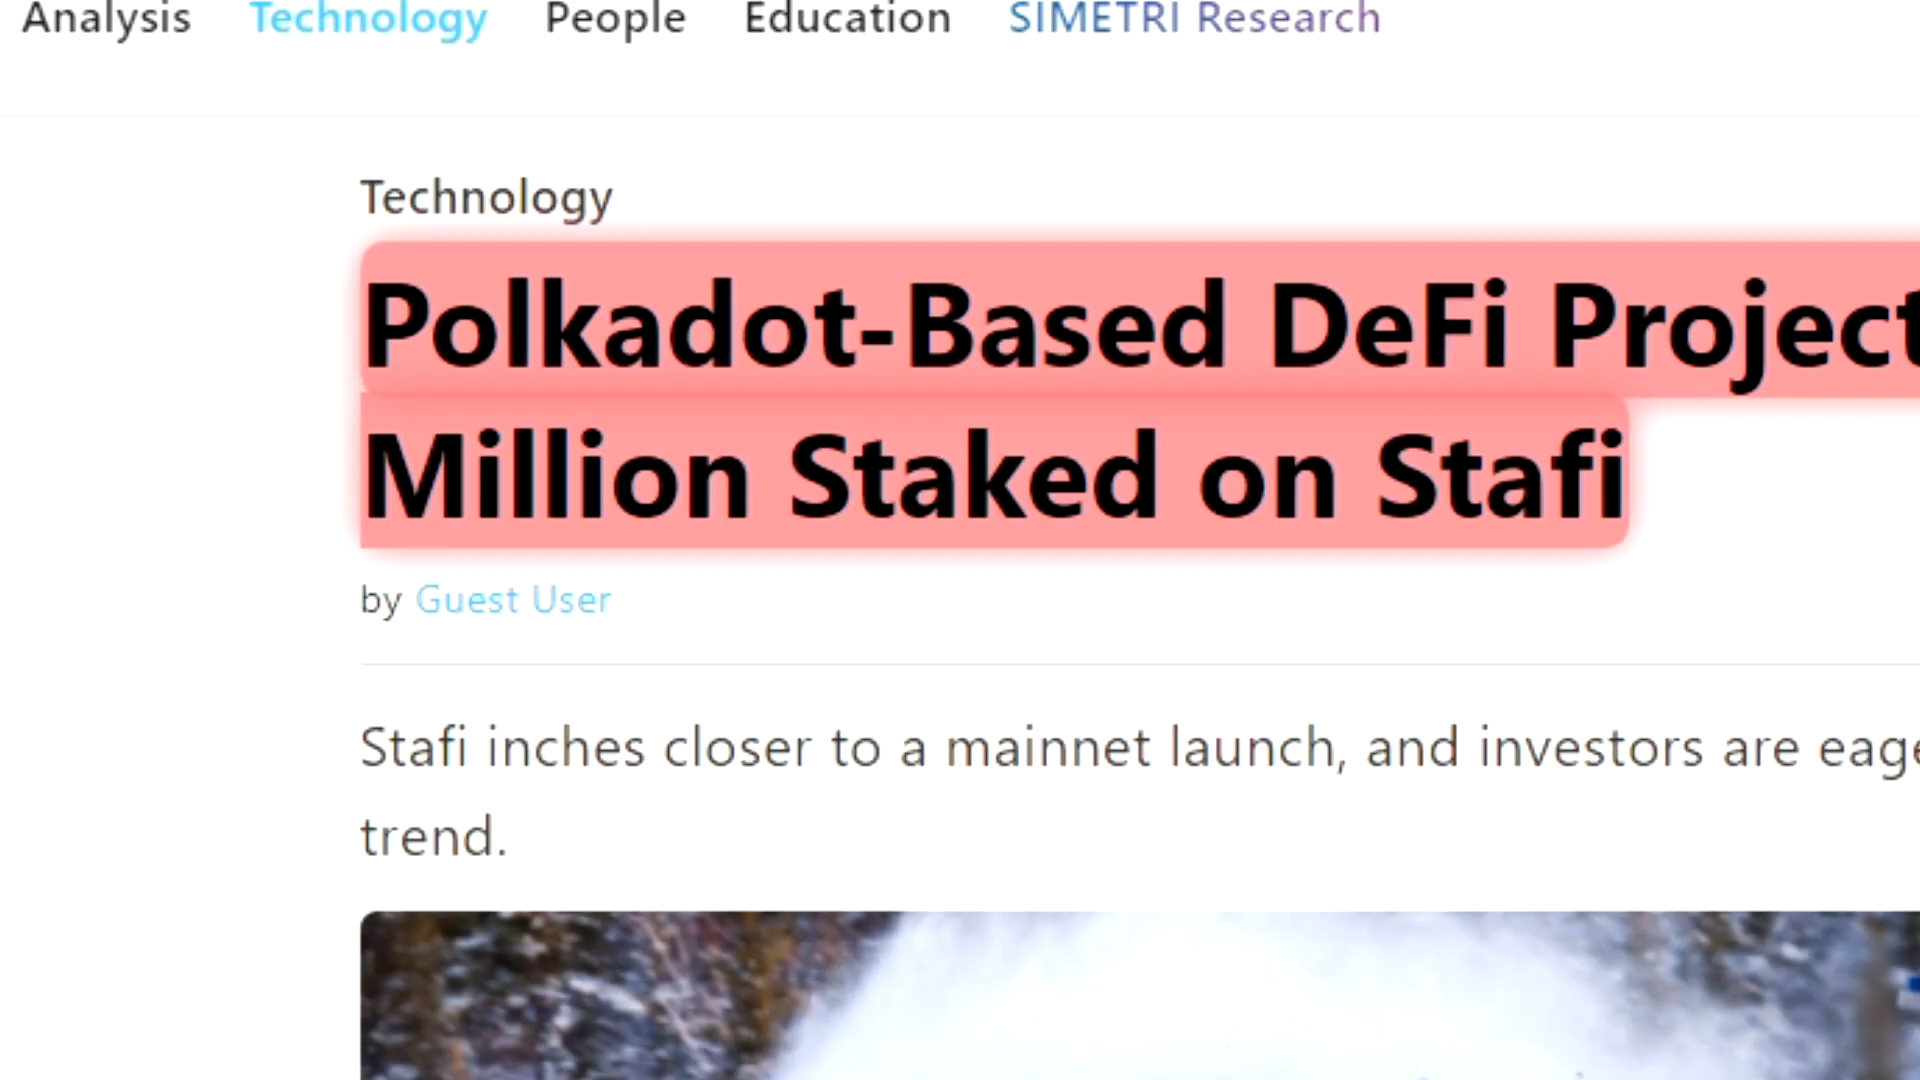 Analysis Technology People Education SIMETRI Research
Technology
Polkadot-Based DeFi Project
Million Staked on Stafi
by Guest User
Stafi inches closer to a mainnet launch, and investors are
trend.